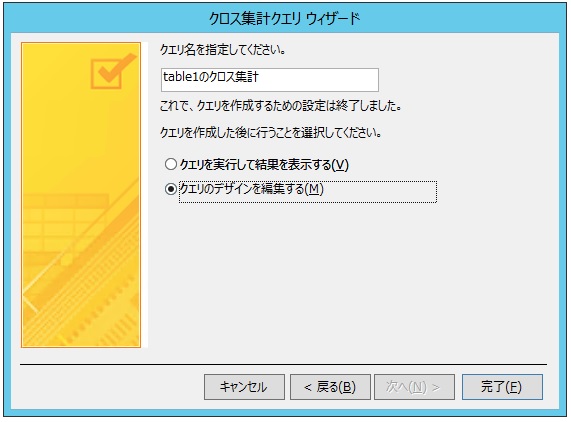 クロス集計クエリ ウィザード
クエリ名を指定してください。
table1のクロス集計
これで、クエリを作成するための設定は終了しました。
クエリを作成した後に行うことを選択してください。
クエリを実行して結果を表示する(V)
クエリのデザインを編集する(M)
キャンセル < 戻る(B) 次へ(N) > 完了(F)